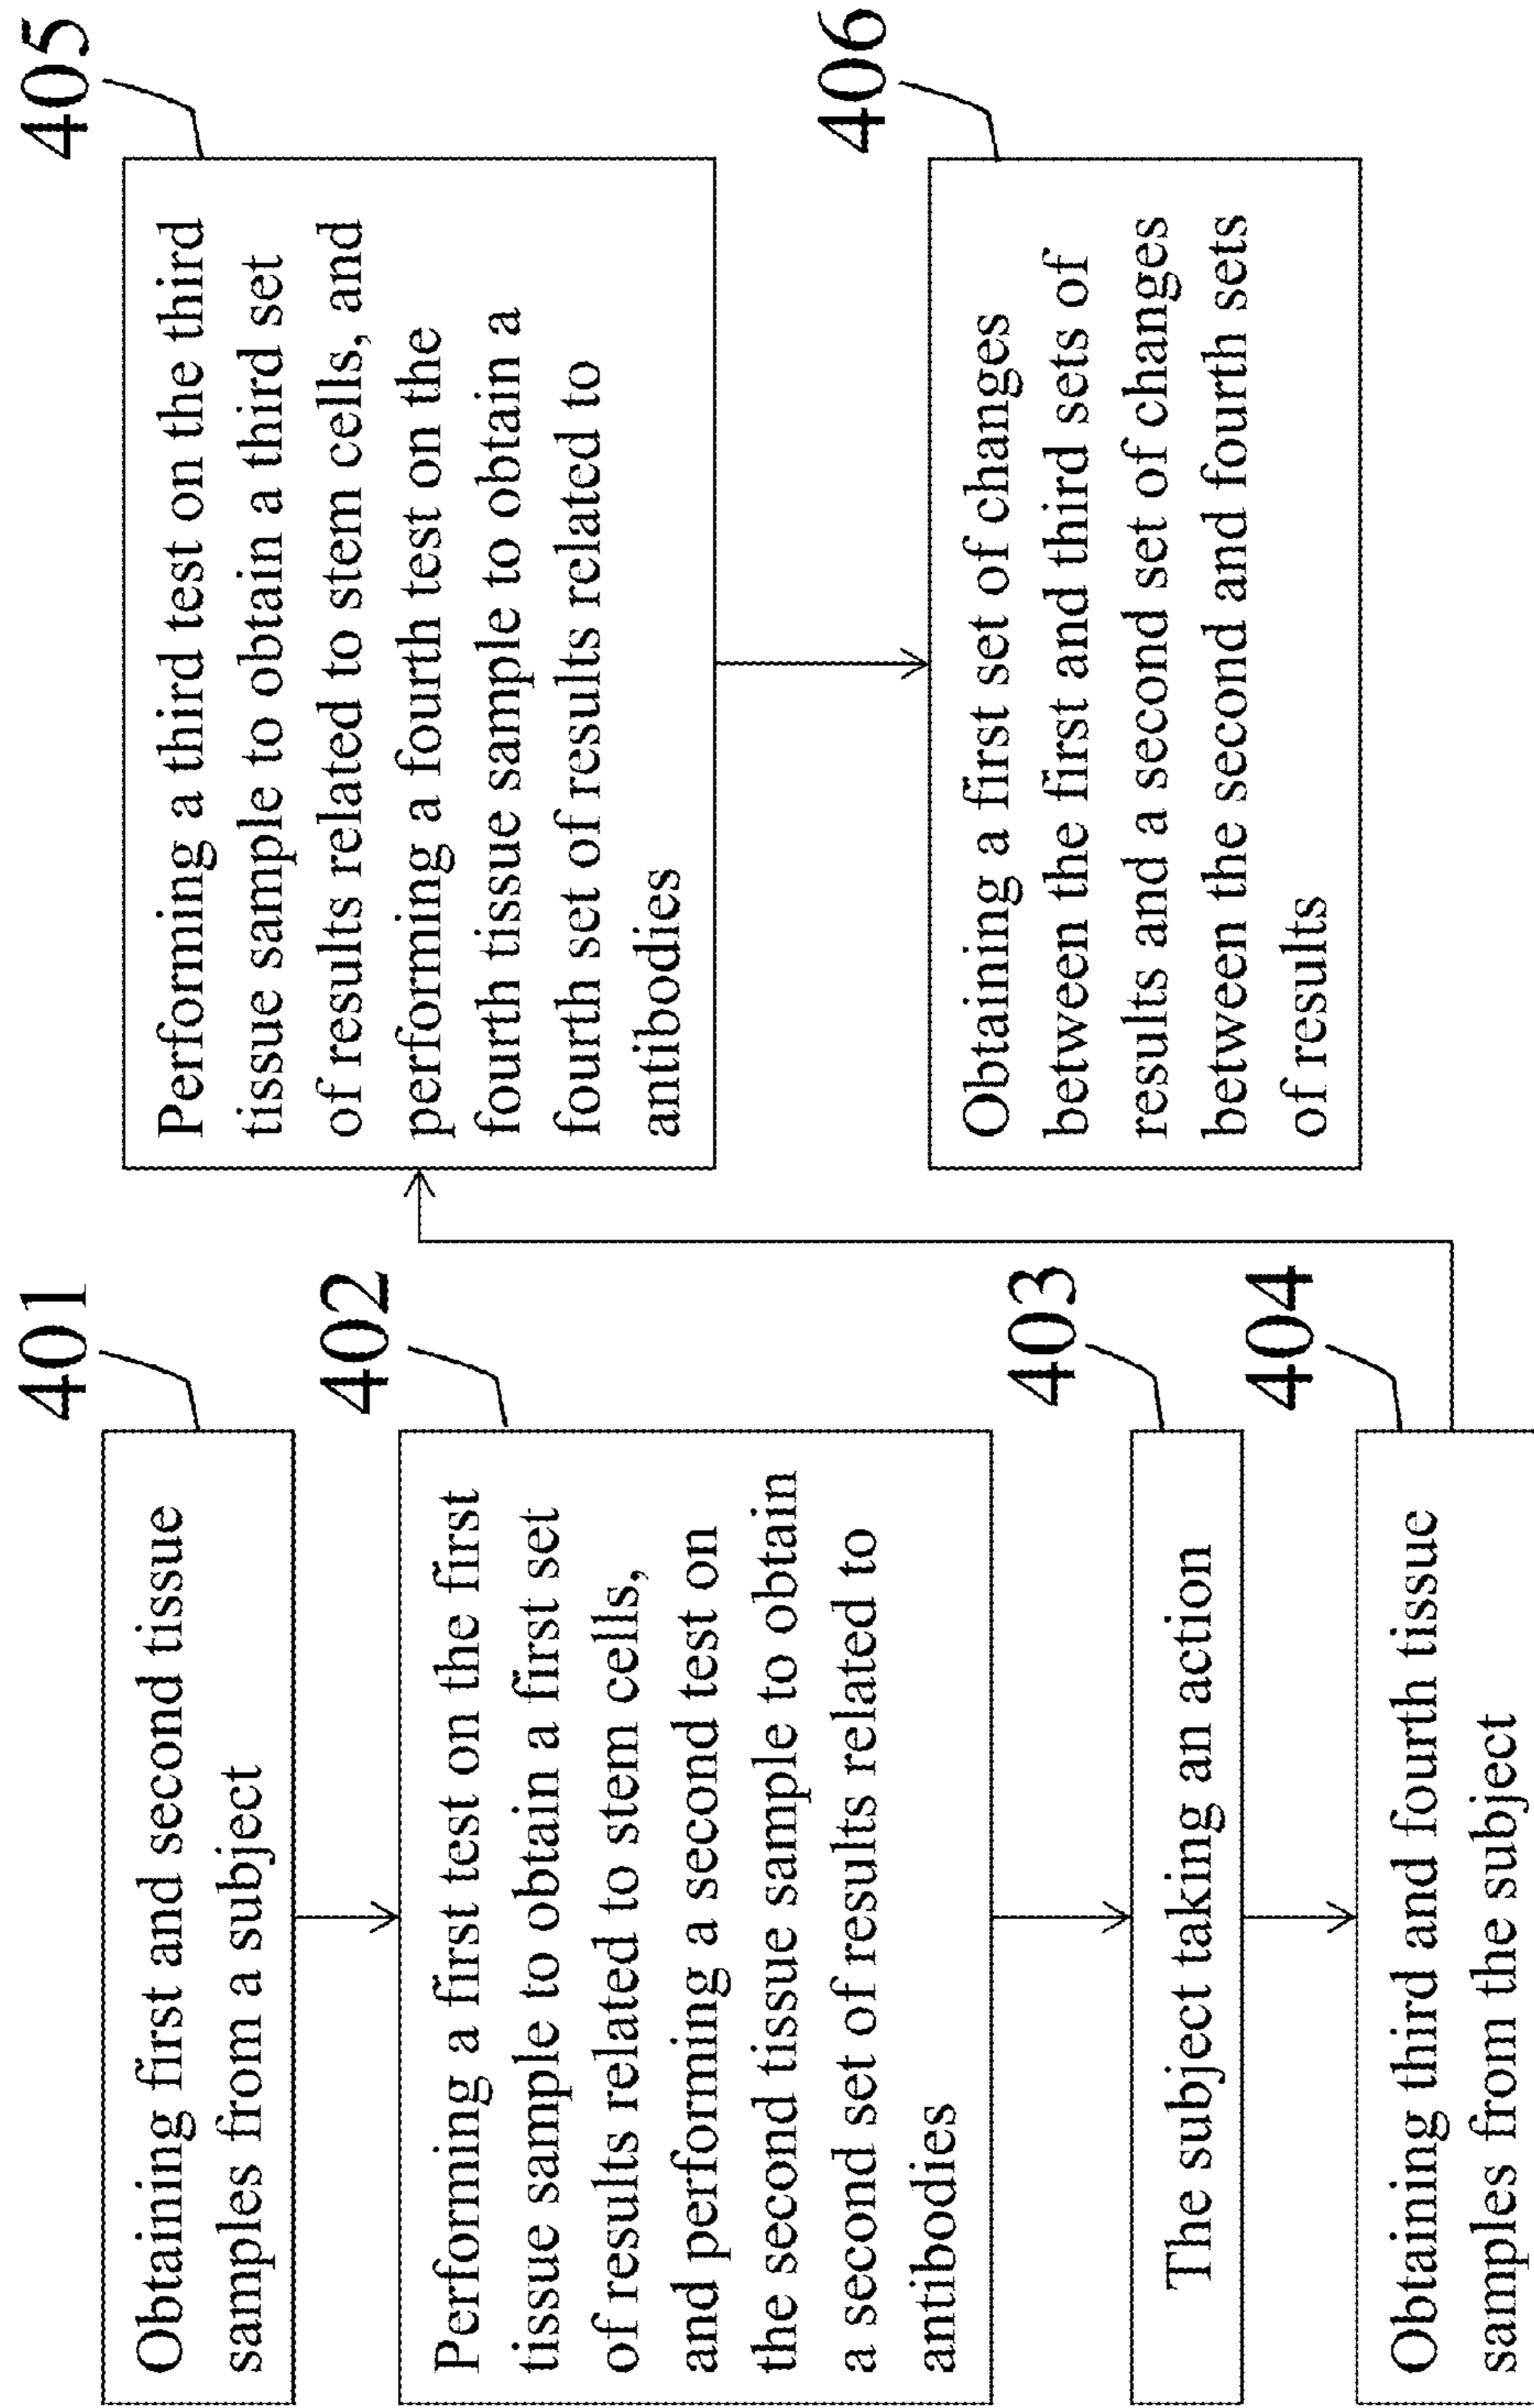 401
Obtaining first and second tissue
samples from a subject
402
Performing a first test on the first
tissue sample to obtain a first set
of results related to stem cells,
and performing a second test on
the second tissue sample to obtain
a second set of results related to
antibodies
403
The subject taking an action
404
Obtaining third and fourth tissue
samples from the subject
405
Performing a third test on the third
tissue sample to obtain a third set
of results related to stem cells, and
performing a fourth test on the
fourth tissue sample to obtain a
fourth set of results related to
antibodies
406
Obtaining a first set of changes
between the first and third sets of
results and a second set of changes
between the second and fourth sets
of results